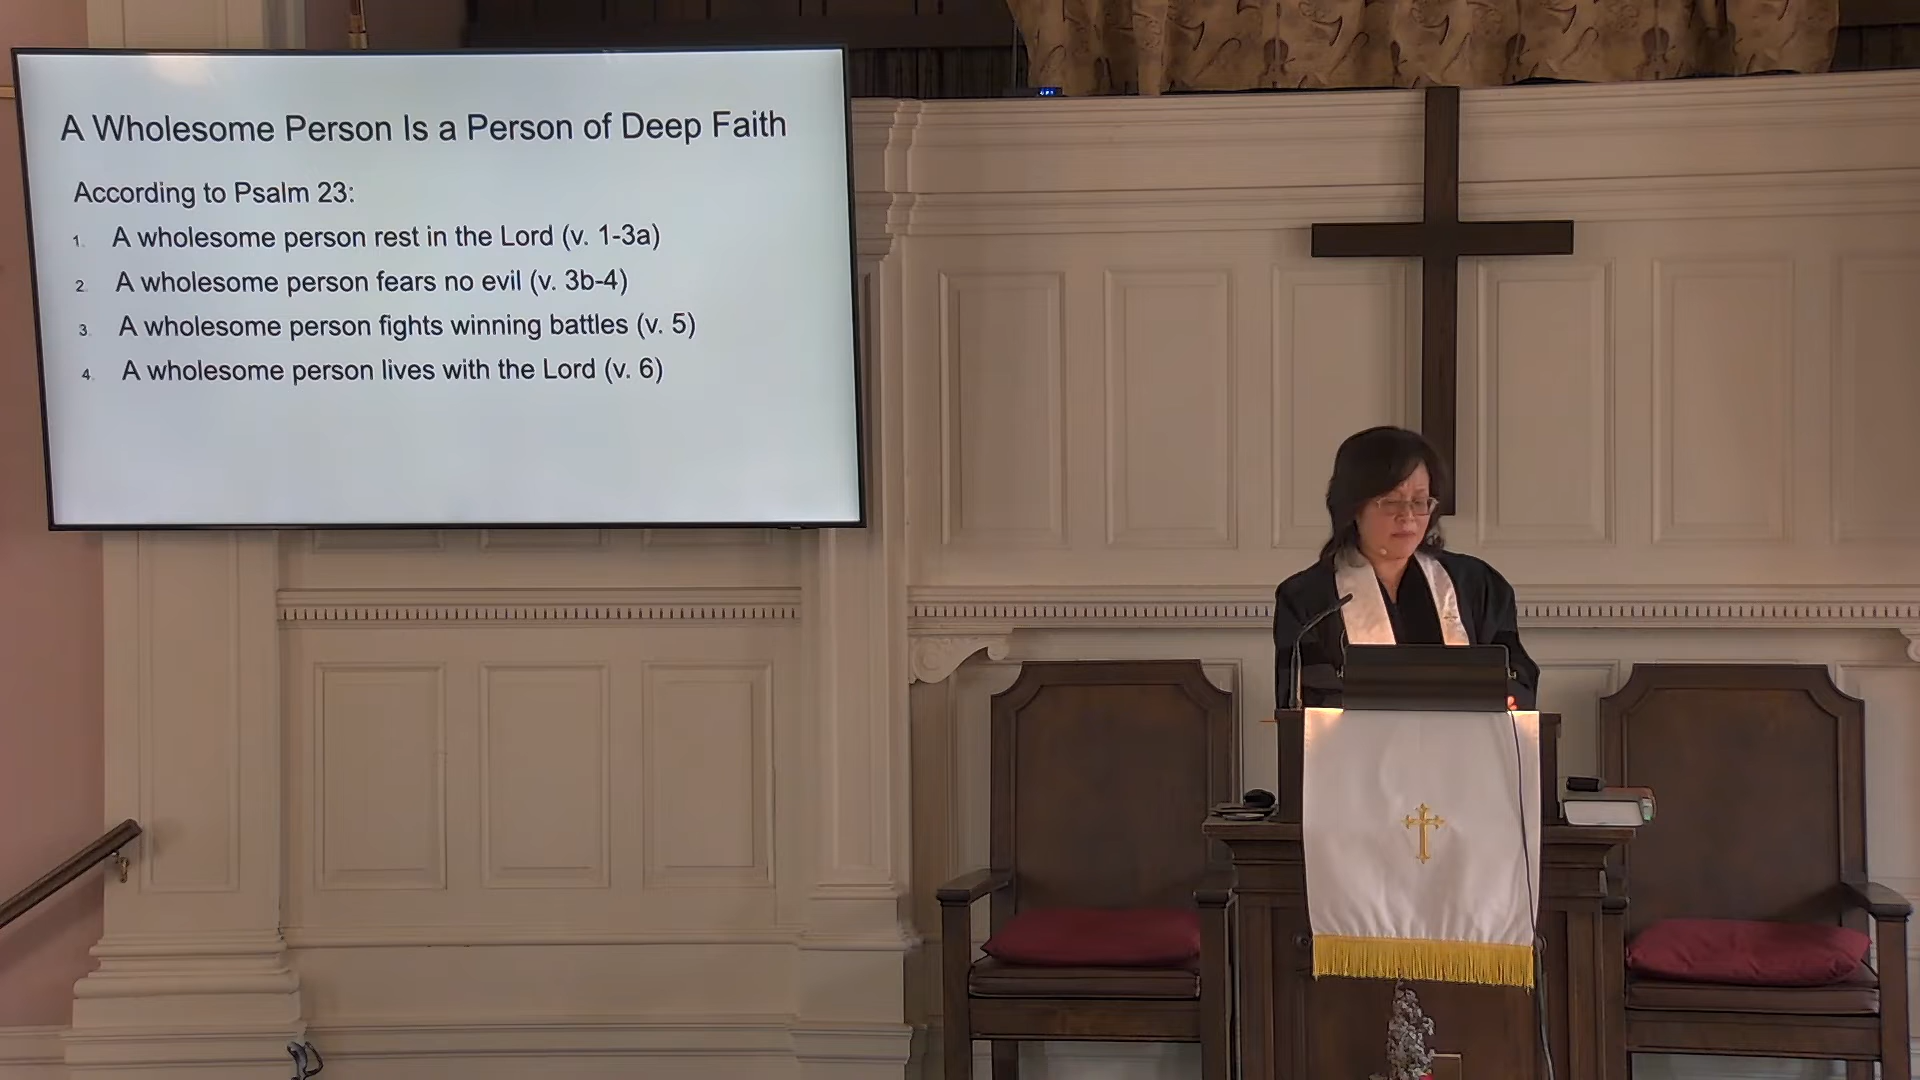 A Wholesome Person Is a Person of Deep Faith
According to Psalm 23:
1. A wholesome person rest in the Lord (v. 1-3a)
2. A wholesome person fears no evil (v. 3b-4)
3. A wholesome person fights winning battles (v. 5)
4. A wholesome person lives with the Lord (v. 6)